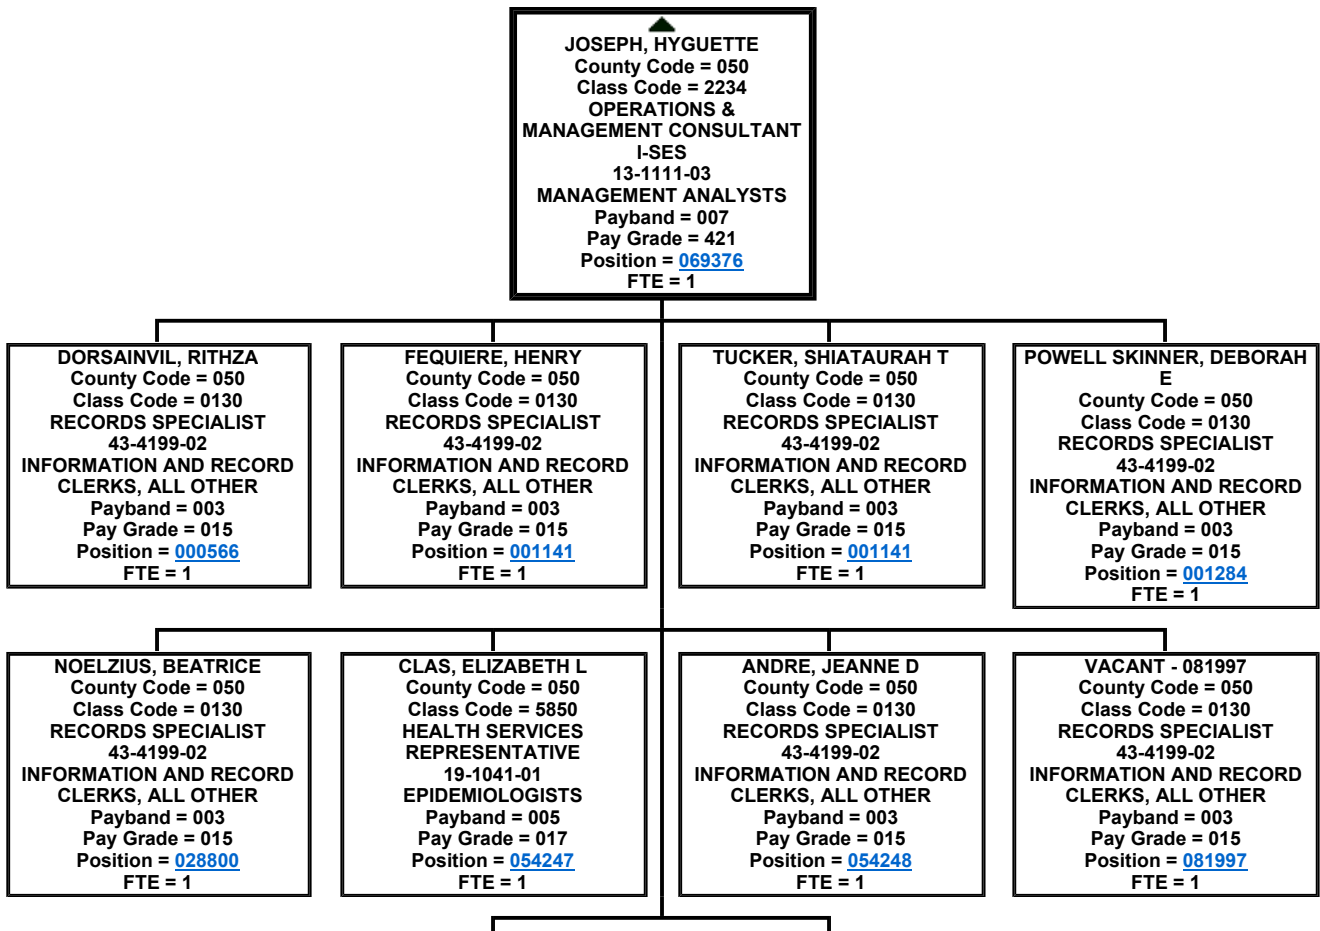 JOSEPH, HYGUETTE
County Code = 050
Class Code = 2234
OPERATIONS &
MANAGEMENT CONSULTANT
I-SES
13-1111-03
MANAGEMENT ANALYSTS
Payband = 007
Pay Grade = 421
Position = 069376
FTE = 1
DORSAINVIL, RITHZA
County Code = 050
Class Code = 0130
RECORDS SPECIALIST
43-4199-02
INFORMATION AND RECORD
CLERKS, ALL OTHER
Payband = 003
Pay Grade = 015
Position = 000566
FTE = 1
FEQUIERE, HENRY
County Code = 050
Class Code = 0130
RECORDS SPECIALIST
43-4199-02
INFORMATION AND RECORD
CLERKS, ALL OTHER
Payband = 003
Pay Grade = 015
Position = 001141
FTE = 1
TUCKER, SHIATAURAH T
County Code = 050
Class Code = 0130
RECORDS SPECIALIST
43-4199-02
INFORMATION AND RECORD
CLERKS, ALL OTHER
Payband = 003
Pay Grade = 015
Position = 001141
FTE = 1
POWELL SKINNER, DEBORAH
E
County Code = 050
Class Code = 0130
RECORDS SPECIALIST
43-4199-02
INFORMATION AND RECORD
CLERKS, ALL OTHER
Payband = 003
Pay Grade = 015
Position = 001284
FTE = 1
NOELZIUS, BEATRICE
County Code = 050
Class Code = 0130
RECORDS SPECIALIST
43-4199-02
INFORMATION AND RECORD
CLERKS, ALL OTHER
Payband = 003
Pay Grade = 015
Position = 028800
FTE = 1
CLAS, ELIZABETH L
County Code = 050
Class Code = 5850
HEALTH SERVICES
REPRESENTATIVE
19-1041-01
EPIDEMIOLOGISTS
Payband = 005
Pay Grade = 017
Position = 054247
FTE = 1
ANDRE, JEANNE D
County Code = 050
Class Code = 0130
RECORDS SPECIALIST
43-4199-02
INFORMATION AND RECORD
CLERKS, ALL OTHER
Payband = 003
Pay Grade = 015
Position = 054248
FTE = 1
VACANT - 081997
County Code = 050
Class Code = 0130
RECORDS SPECIALIST
43-4199-02
INFORMATION AND RECORD
CLERKS, ALL OTHER
Payband = 003
Pay Grade = 015
Position = 081997
FTE = 1